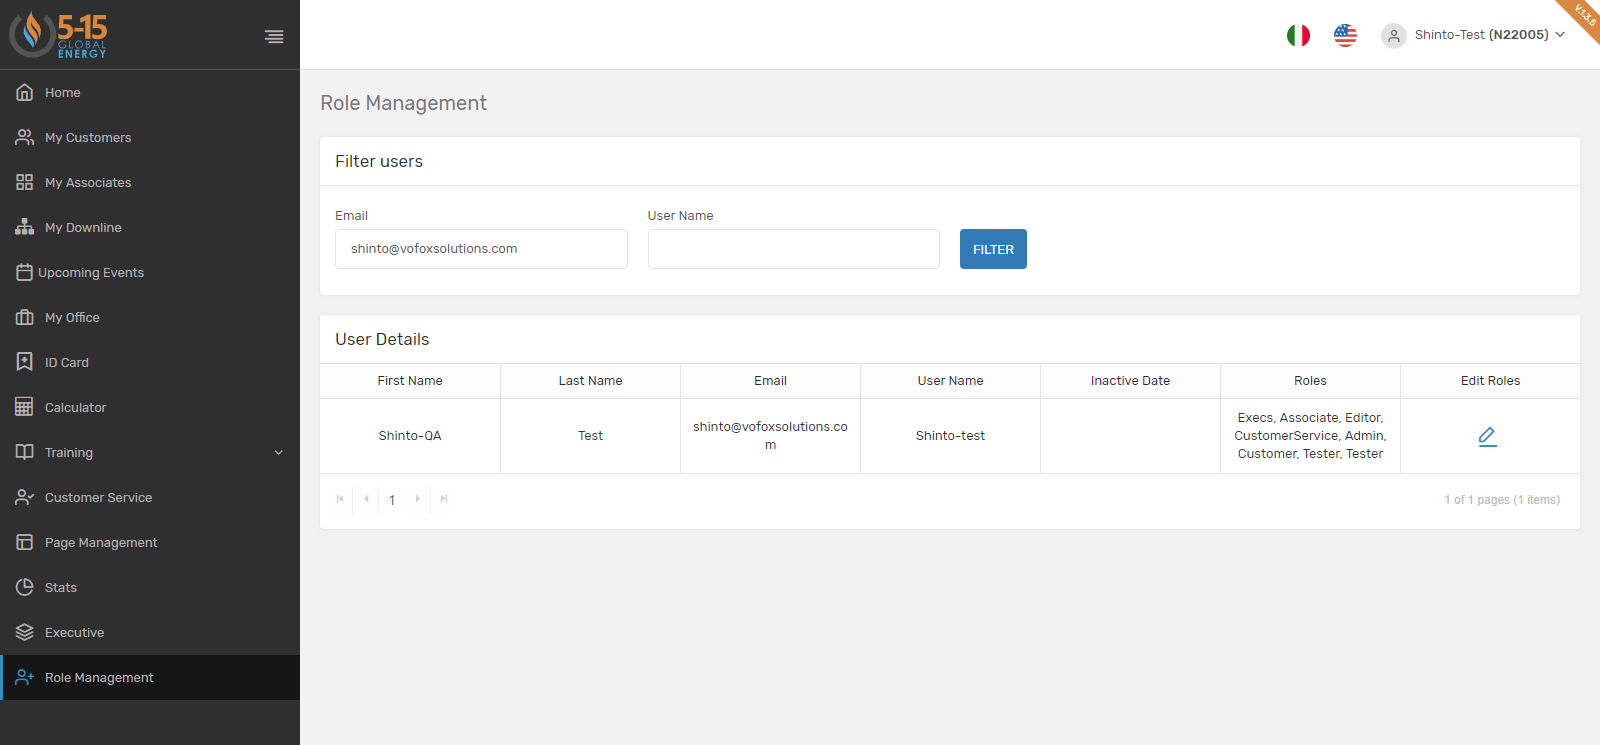 5-15
GLOBAL
ENERGY
Shinto-Test (N22005)
V.1.3.5
Home
My Customers
My Associates
My Downline
Upcoming Events
My Office
ID Card
Calculator
Training
Customer Service
Page Management
Stats
Executive
Role Management
Role Management
Filter users
Email
User Name
shinto@vofoxsolutions.com
FILTER
User Details
First Name
Last Name
Email
User Name
Inactive Date
Roles
Edit Roles
Shinto-QA
Test
shinto@vofoxsolutions.co
m
Shinto-test
Execs, Associate, Editor,
CustomerService, Admin,
Customer, Tester, Tester
1
1 of 1 pages (1 items)